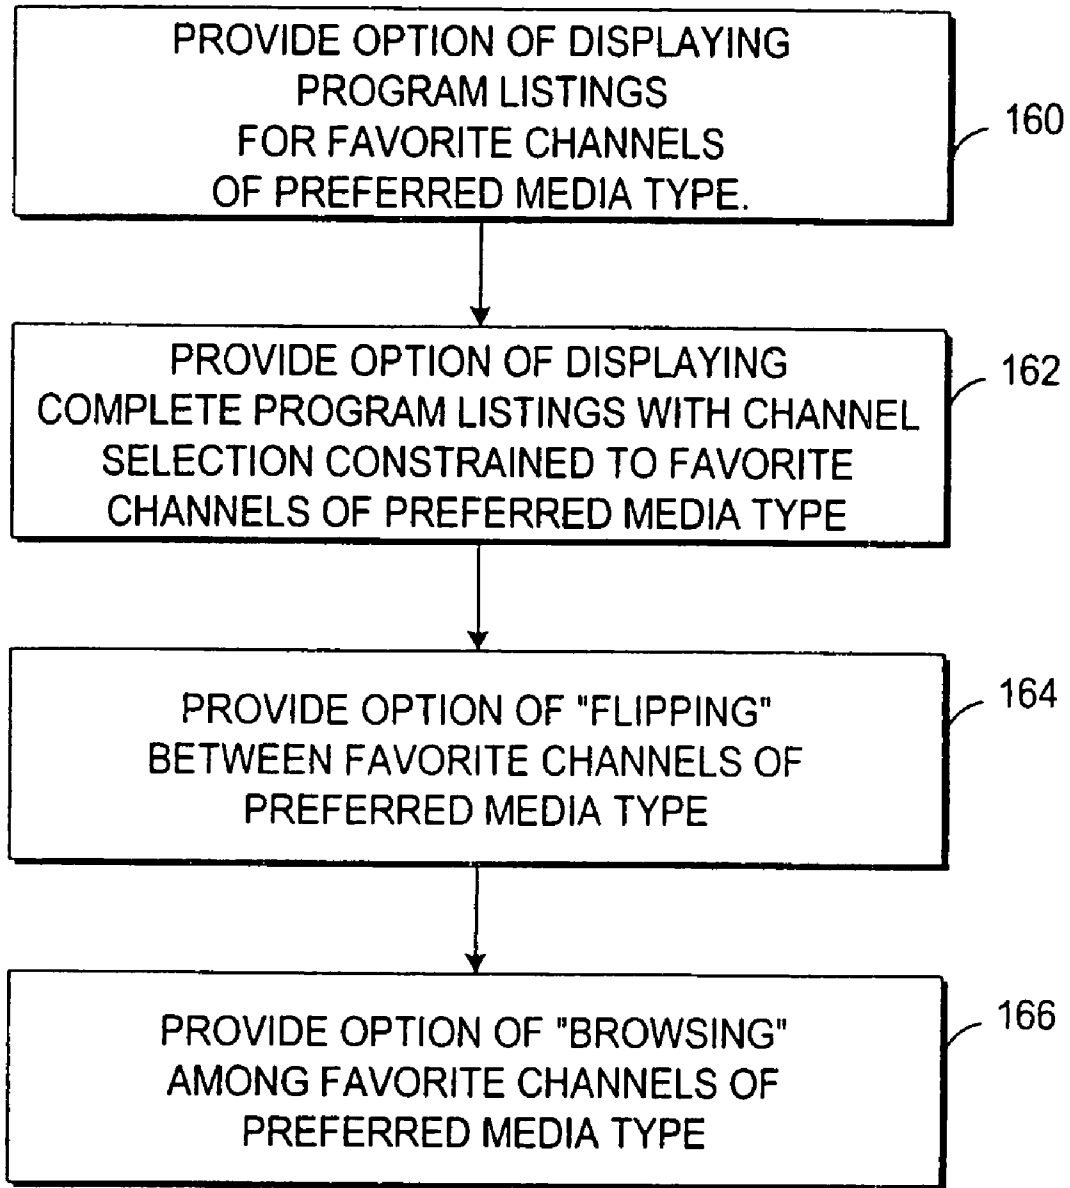 PROVIDE OPTION OF DISPLAYING
PROGRAM LISTINGS
FOR FAVORITE CHANNELS
OF PREFERRED MEDIA TYPE.
160
PROVIDE OPTION OF DISPLAYING
COMPLETE PROGRAM LISTINGS WITH CHANNEL
SELECTION CONSTRAINED TO FAVORITE
CHANNELS OF PREFERRED MEDIA TYPE
162
PROVIDE OPTION OF "FLIPPING"
BETWEEN FAVORITE CHANNELS OF
PREFERRED MEDIA TYPE
164
PROVIDE OPTION OF "BROWSING"
AMONG FAVORITE CHANNELS OF
PREFERRED MEDIA TYPE
166